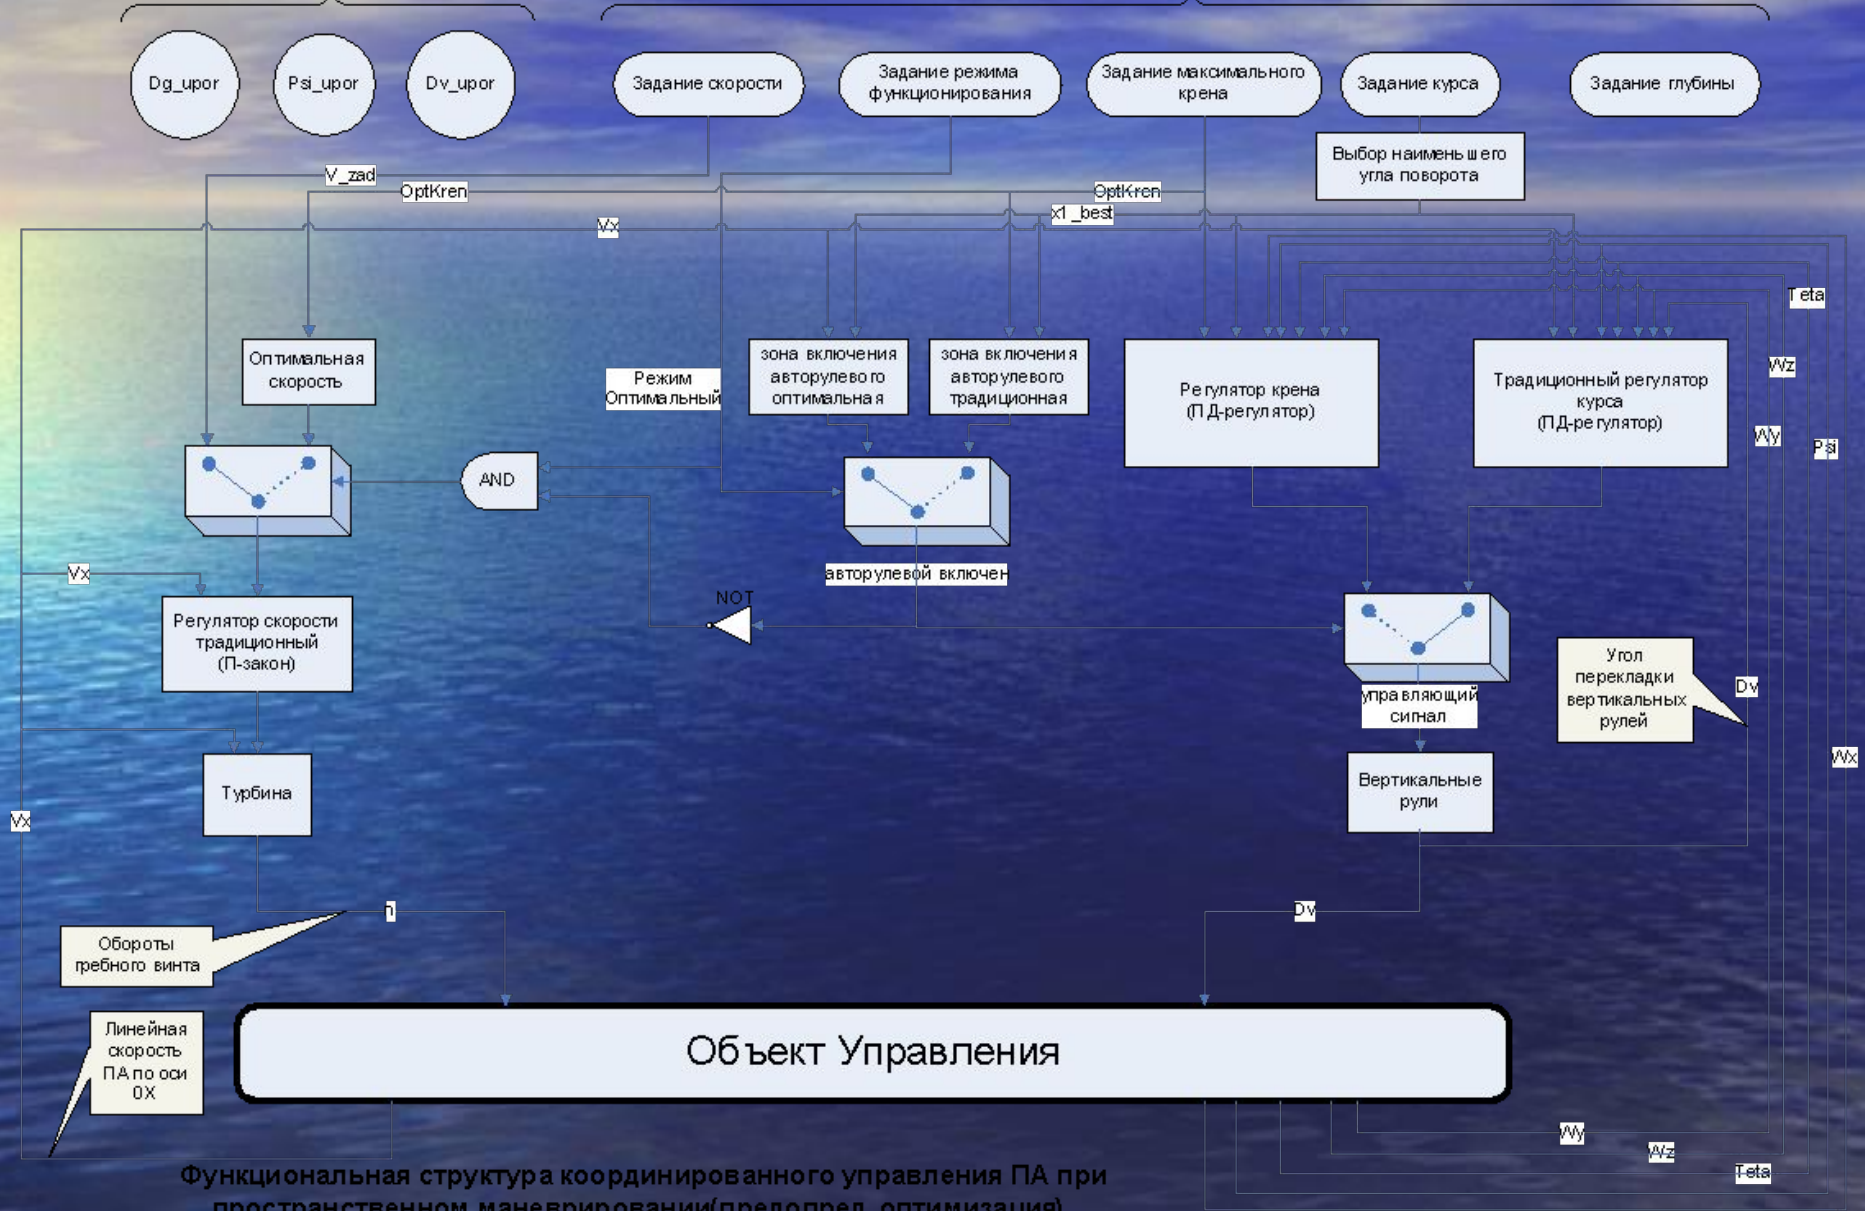 Dg_upor
Psi_upor
Dv_upor
Задание скорости
Задание режима
функционирования
Задание максимального
крена
Задание курса
Задание глубины
Выбор наименьшего
угла поворота
V_zad
OptKren
OptKren
x1_best
Vx
Teta
Оптимальная
скорость
Режим
Оптимальный
зона включения
авторулевого
оптимальная
зона включения
авторулевого
традиционная
Регулятор крена
(ПД-регулятор)
Традиционный регулятор
курса
(ПД-регулятор)
Wz
Wy
Psi
AND
Vx
авторулевой включен
NOT
Регулятор скорости
традиционный
(П-закон)
Угол
перекладки
вертикальных
рулей
Dv
управляющий
сигнал
Wx
Турбина
Вертикальные
рули
Vx
n
Dv
Обороты
гребного винта
Линейная
скорость
ПА по оси
0X
Объект Управления
Wy
Wz
Teta
Функциональная структура координированного управления ПА при
пространственном маневрировании(предопред. оптимизация)